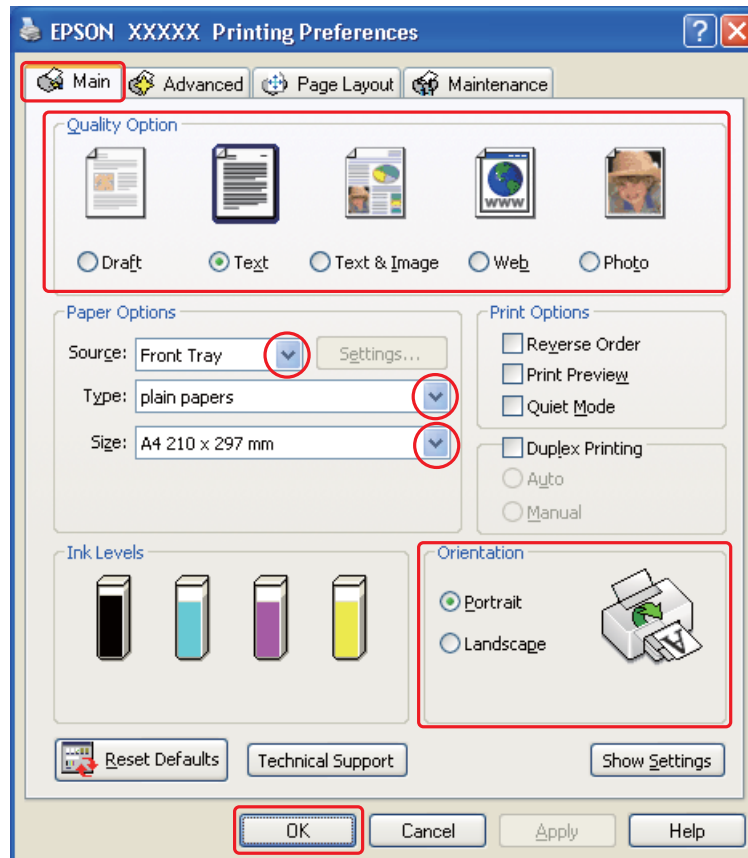 EPSON XXXXX Printing Preferences
Main Advanced Page Layout Maintenance
Quality Option
WWW
Draft Text Text & Image Web Photo
Paper Options
Source: Front Tray Settings...
Type: plain papers
Size: A4 210 x 297 mm
Print Options
Reverse Order
Print Preview
Quiet Mode
Duplex Printing
Auto
Manual
Ink Levels
Orientation
Portrait
Landscape
A
Reset Defaults Technical Support Show Settings
OK Cancel Apply Help